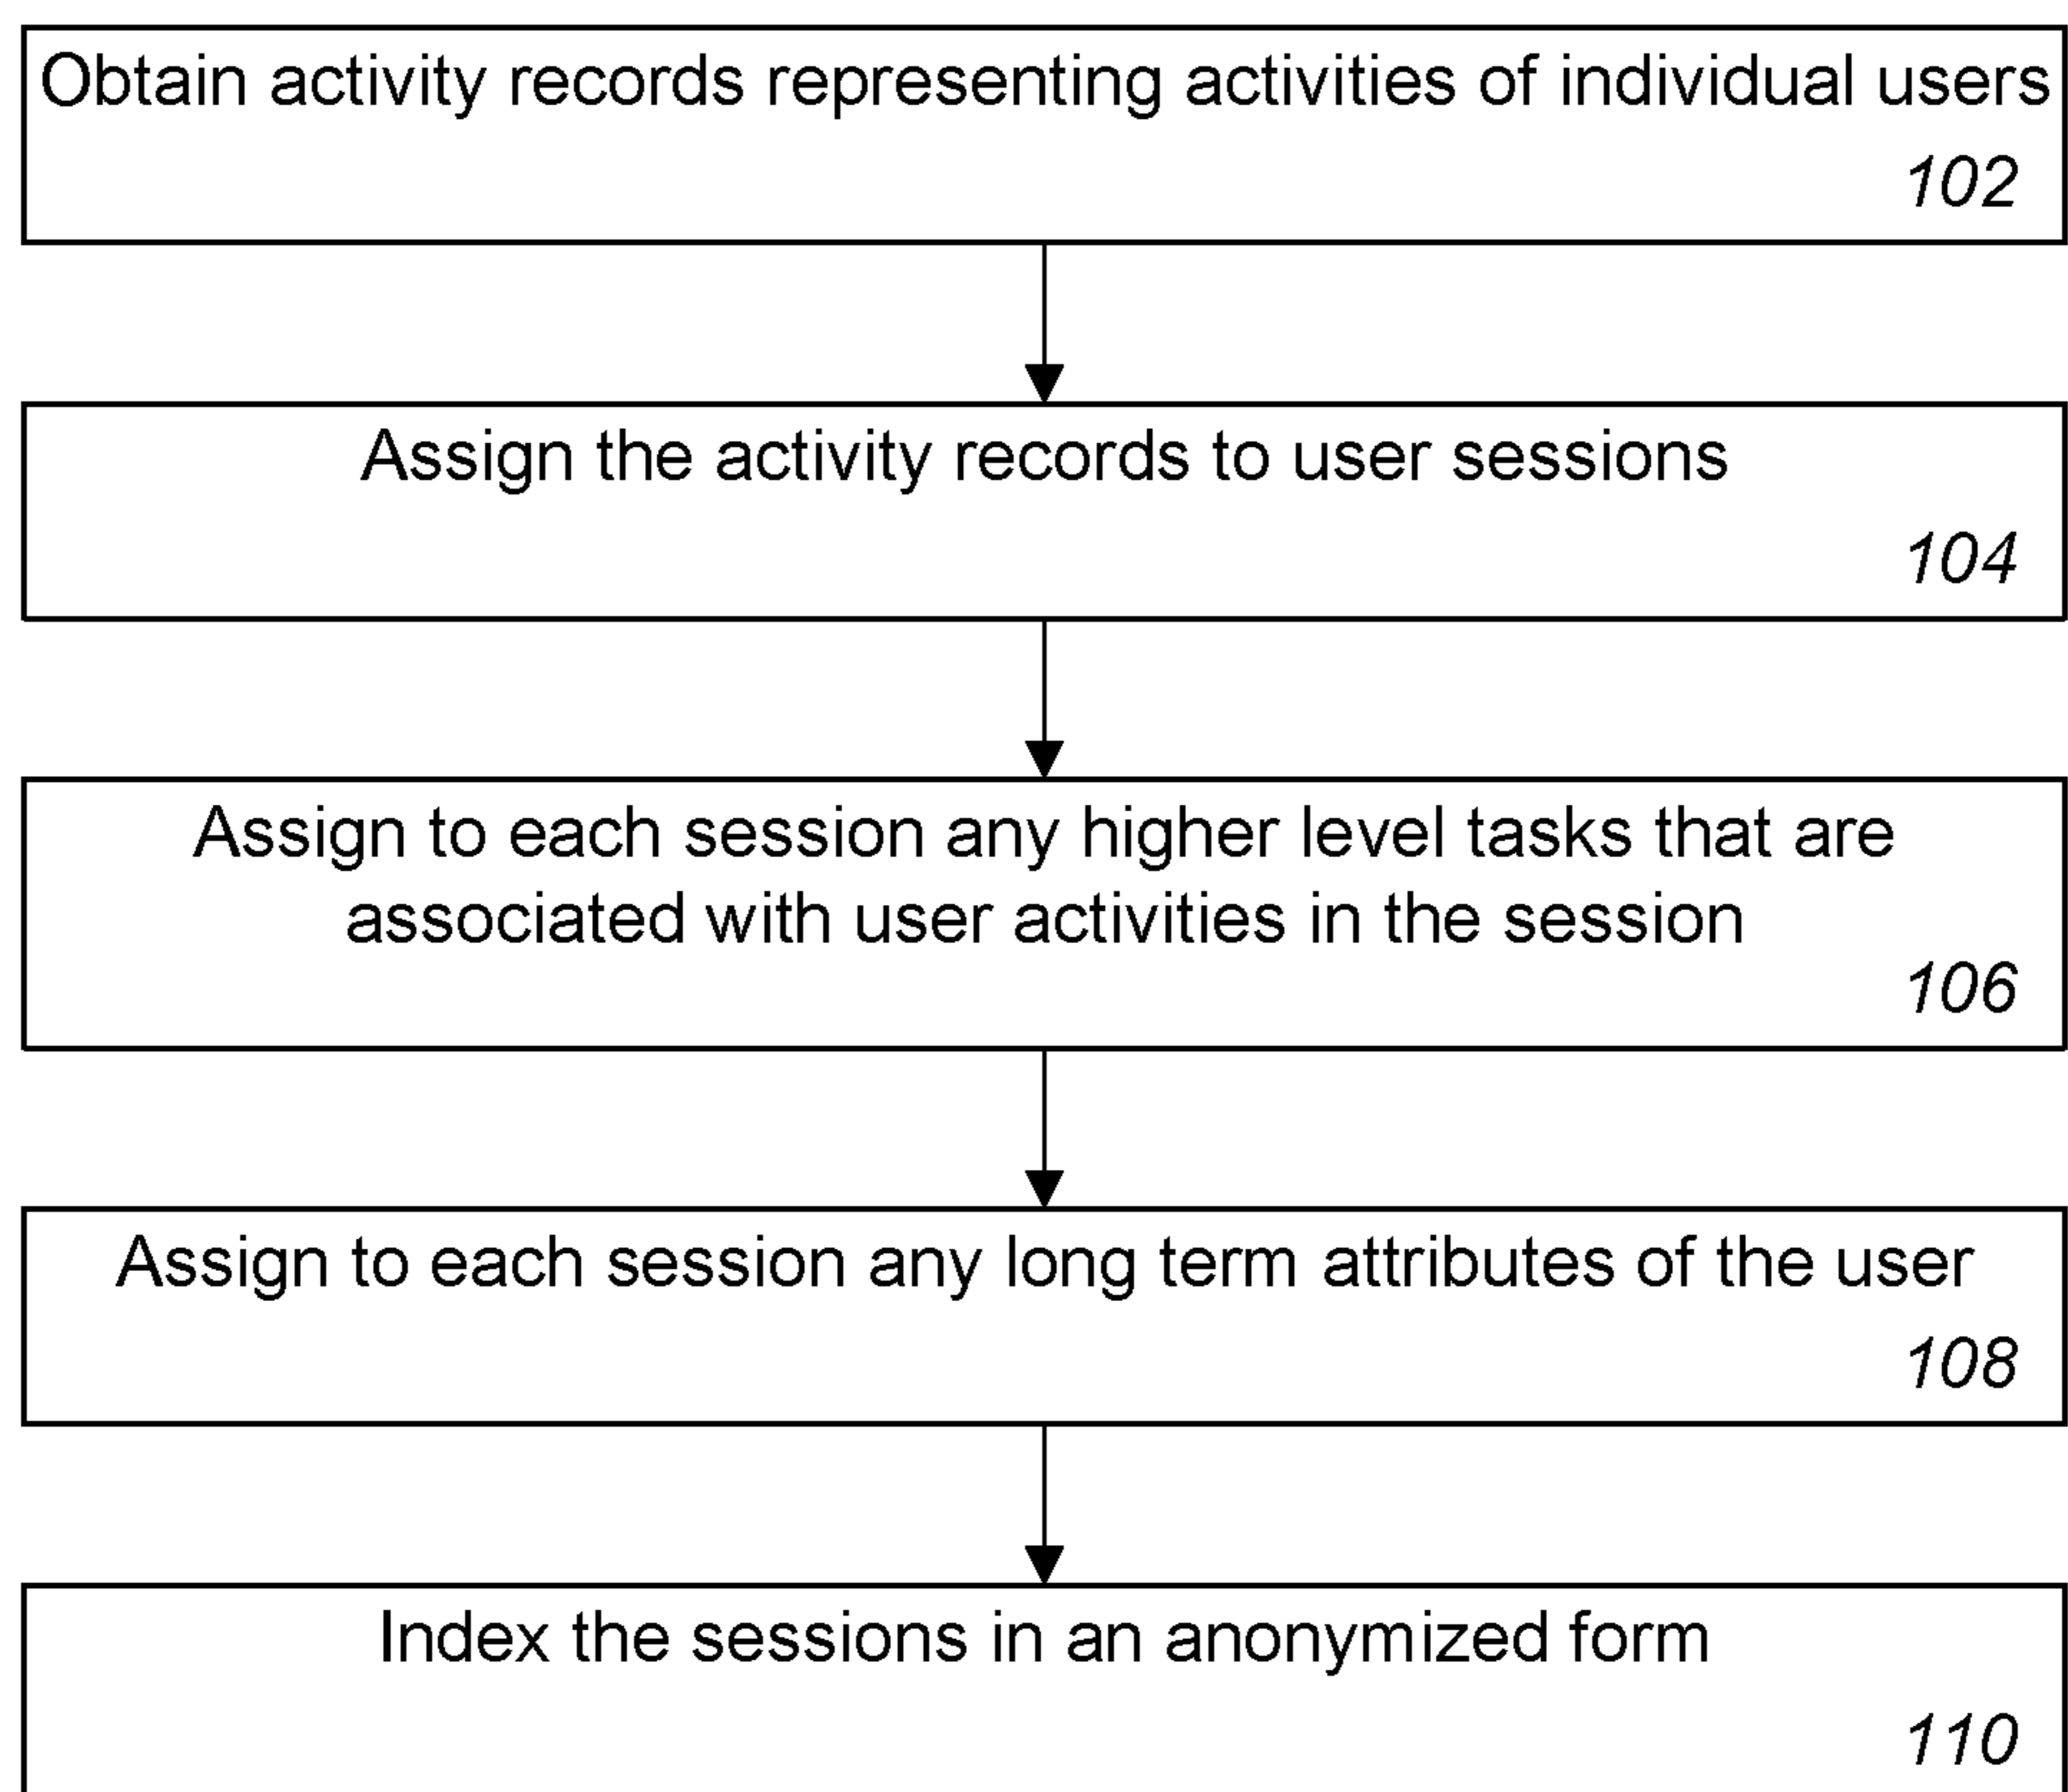 Obtain activity records representing activities of individual users
102
Assign the activity records to user sessions
104
Assign to each session any higher level tasks that are
associated with user activities in the session
106
Assign to each session any long term attributes of the user
108
Index the sessions in an anonymized form
110